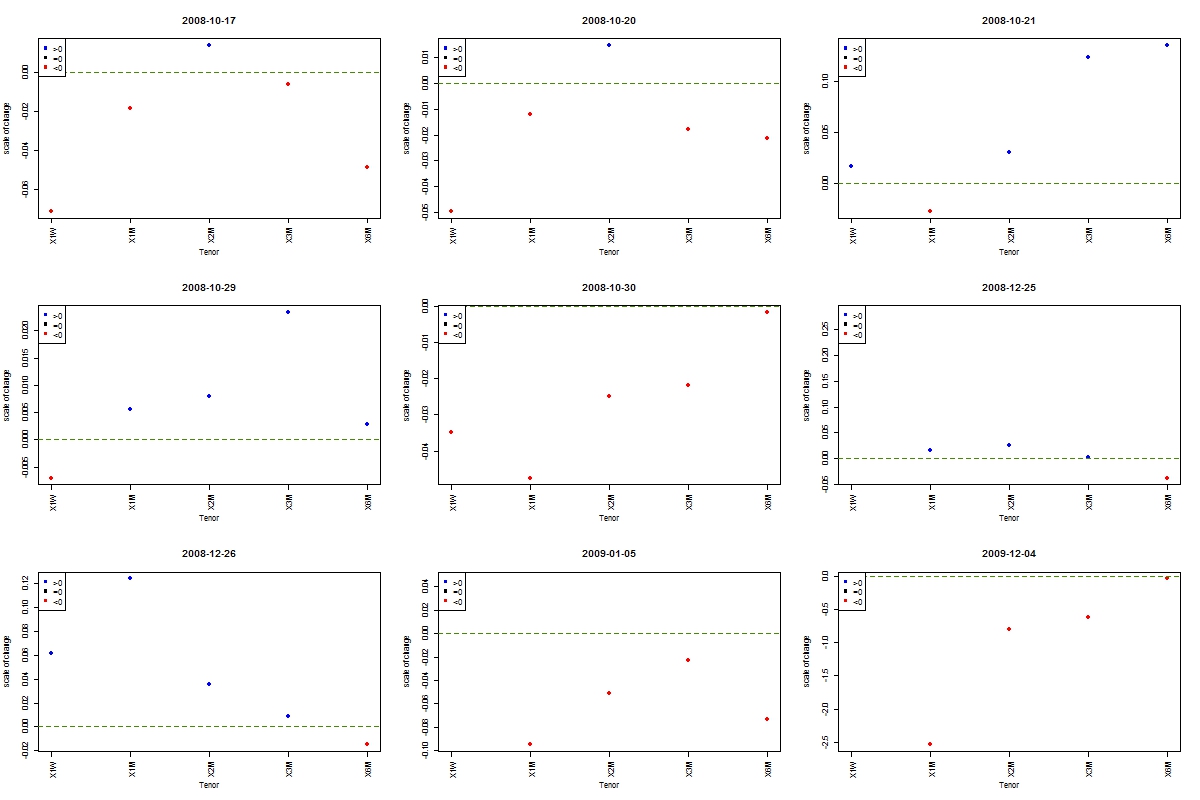 2008-10-17
>0
=0
<0
0.00
-0.02
-0.04
-0.06
scale of change
X1W
X1M
X2M
X3M
X6M
Tenor
2008-10-20
>0
=0
<0
0.01
0.00
-0.01
-0.02
-0.03
-0.04
-0.05
scale of change
X1W
X1M
X2M
X3M
X6M
Tenor
2008-10-21
>0
=0
<0
0.10
0.05
0.00
scale of change
X1W
X1M
X2M
X3M
X6M
Tenor
2008-10-29
>0
=0
<0
0.020
0.015
0.010
0.005
0.000
-0.005
scale of change
X1W
X1M
X2M
X3M
X6M
Tenor
2008-10-30
>0
=0
<0
0.00
-0.01
-0.02
-0.03
-0.04
scale of change
X1W
X1M
X2M
X3M
X6M
Tenor
2008-12-25
>0
=0
<0
0.25
0.20
0.15
0.10
0.05
0.00
-0.05
scale of change
X1W
X1M
X2M
X3M
X6M
Tenor
2008-12-26
>0
=0
<0
0.12
0.10
0.08
0.06
0.04
0.02
0.00
-0.02
scale of change
X1W
X1M
X2M
X3M
X6M
Tenor
2009-01-05
>0
=0
<0
0.04
0.02
0.00
-0.02
-0.04
-0.06
-0.08
-0.10
scale of change
X1W
X1M
X2M
X3M
X6M
Tenor
2009-12-04
>0
=0
<0
0.0
-0.5
-1.0
-1.5
-2.0
-2.5
scale of change
X1W
X1M
X2M
X3M
X6M
Tenor